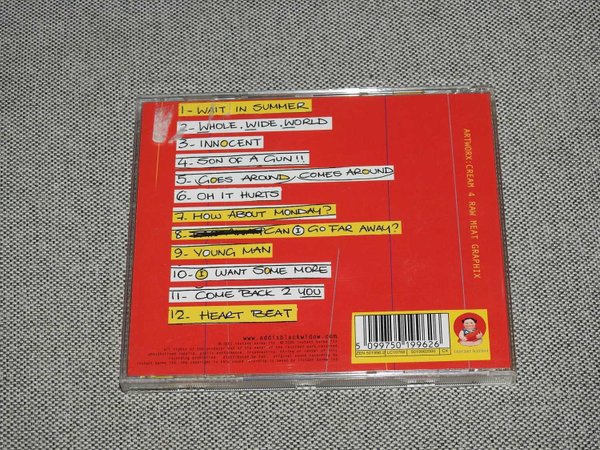 1- WAIT IN SUMMER
2- WHOLE, WIDE, WORLD
3- INNOCENT
4- SON OF A GUN!!
5- GOES AROUND, COMES AROUND
6- OH IT HURTS
7- HOW ABOUT MONDAY?
8- CAN I GO FAR AWAY?
9- YOUNG MAN
10- I WANT SOME MORE
11- COME BACK 2 YOU
12- HEART BEAT
ARTWORX:CREAM 4 RAW MEAT GRAPHIX
www.addisblackwidow.com
5 099750 199626